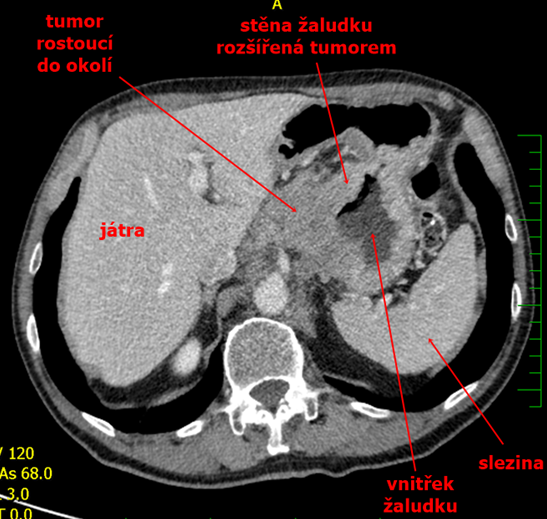 A
tumor
rostoucí
do okolí
stěna žaludku
rozšířená tumorem
játra
slezina
vnitřek
žaludku
/ 120
As 68.0
3,0
T 0.0